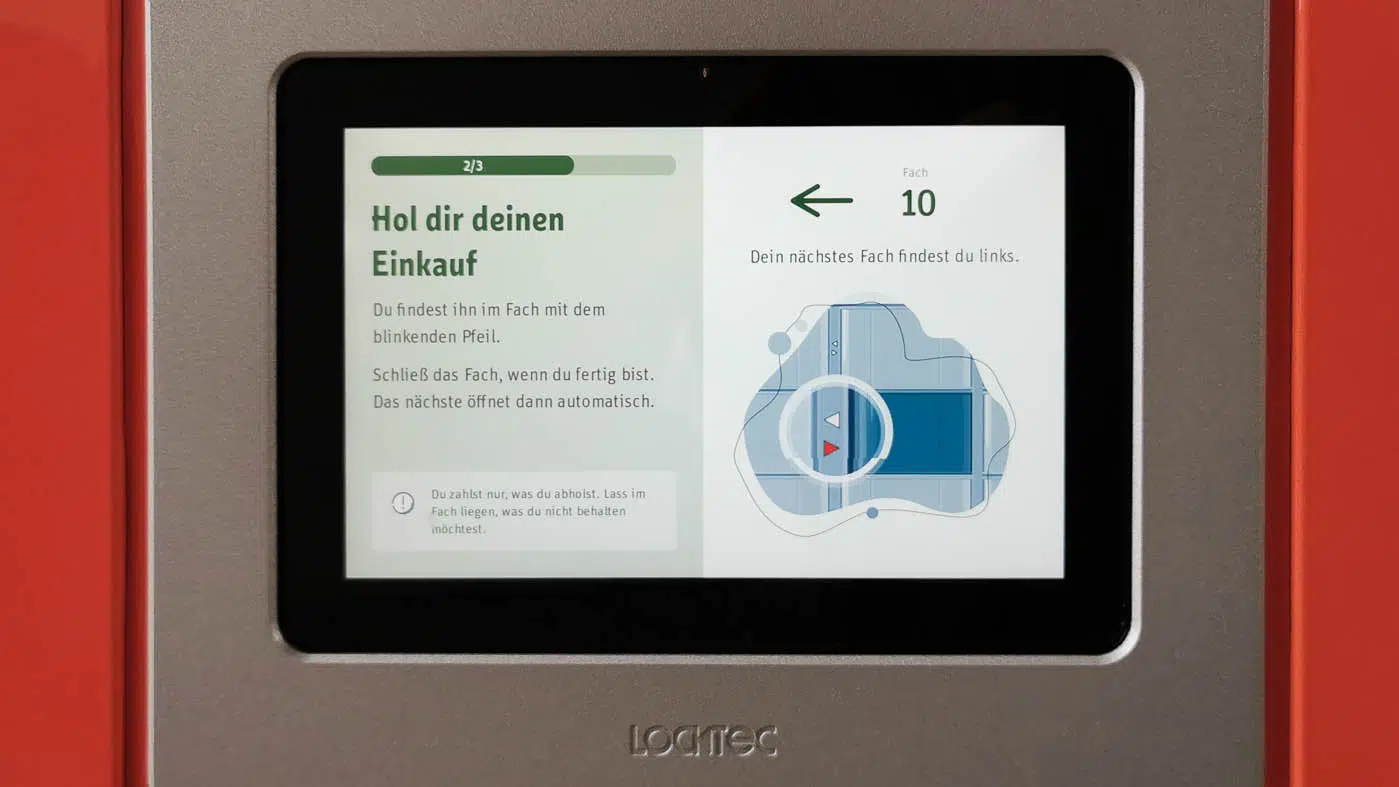 2/3
Hol dir deinen
Einkauf
Du findest ihn im Fach mit dem
blinkenden Pfeil.
Schließ das Fach, wenn du fertig bist.
Das nächste öffnet dann automatisch.
Du zahlst nur, was du abholst. Lass im
Fach liegen, was du nicht behalten
möchtest.
Fach
10
Dein nächstes Fach findest du links.
LOCKTEC